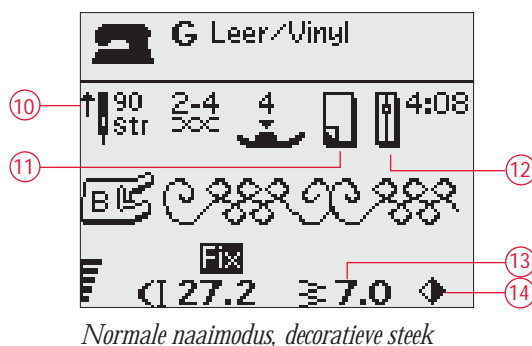 G Leer/Vinyl
10
90 2-4 4 4:08
str
11
12
B
Fix
13
27.2 7.0
14
Normale naaimodus, decoratieve steek